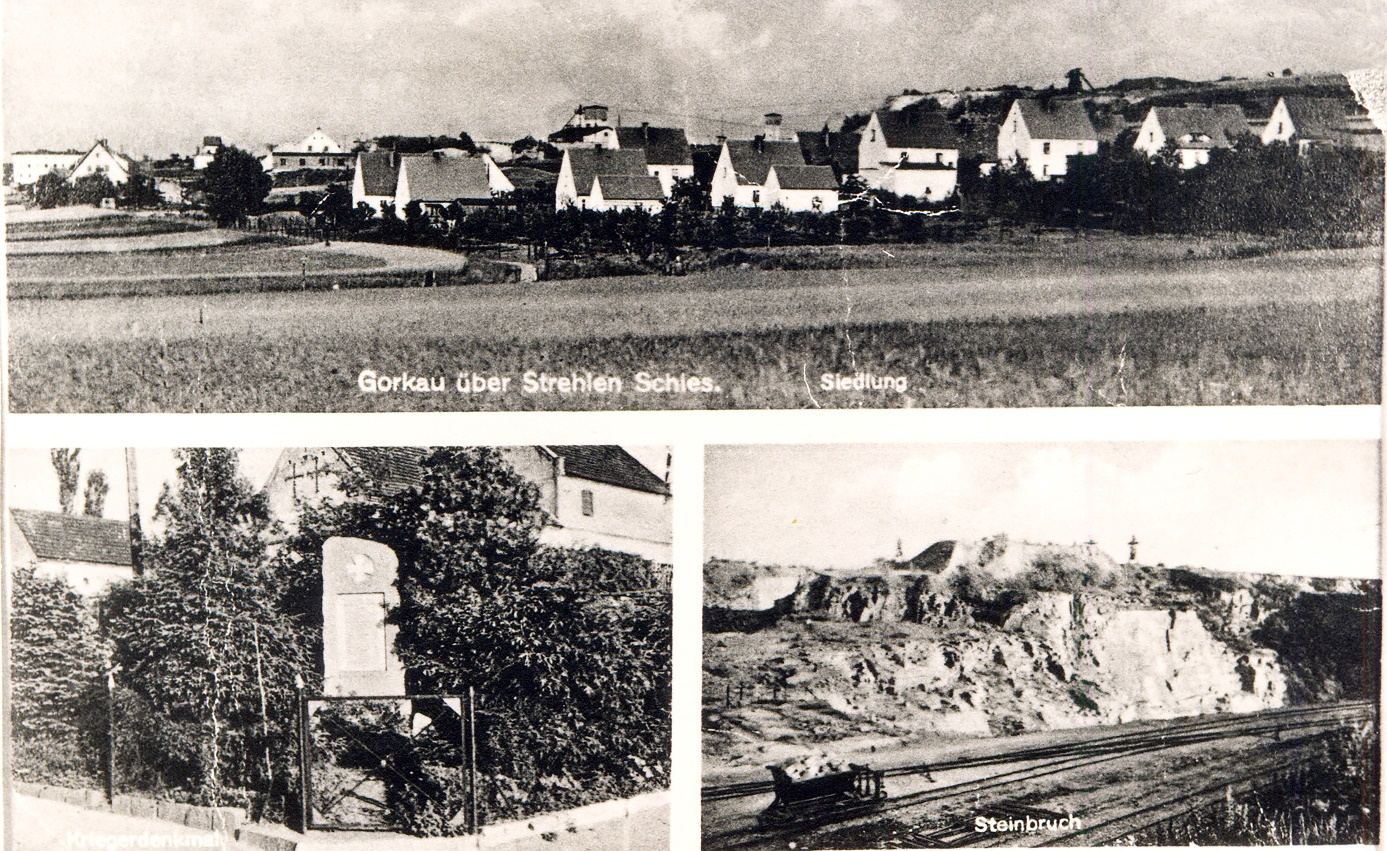 Gorkau über Strehlen Schles.
Siedlung
Kriegerdenkmal
Steinbruch